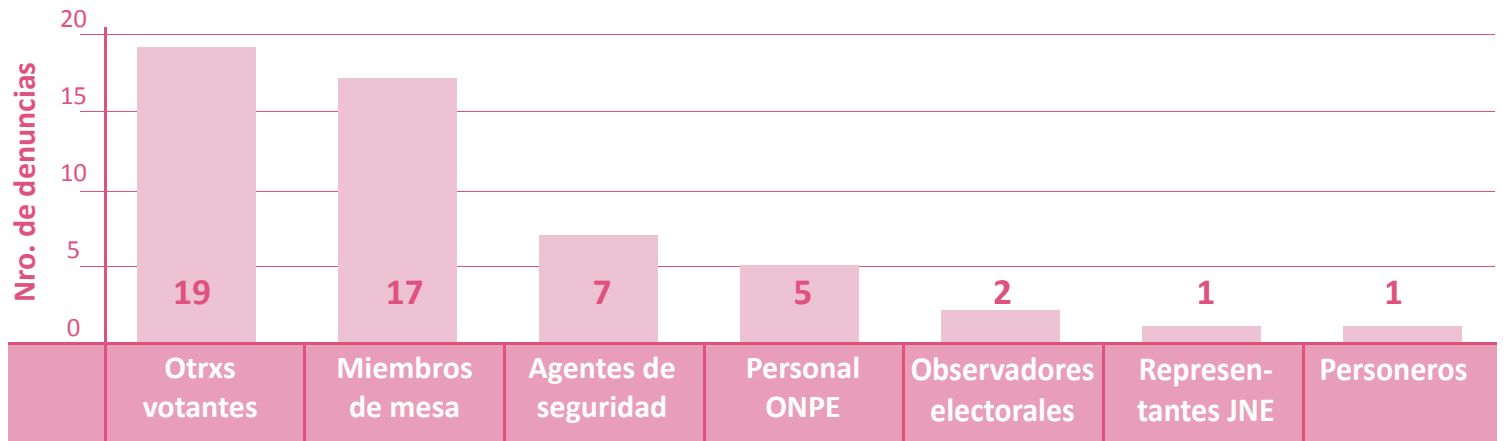 Nro. de denuncias
20
15
10
5
0
19
17
7
5
2
1
1
Otrxs
votantes
Miembros
de mesa
Agentes de
seguridad
Personal
ONPE
Observadores
electorales
Represen-
tantes JNE
Personeros